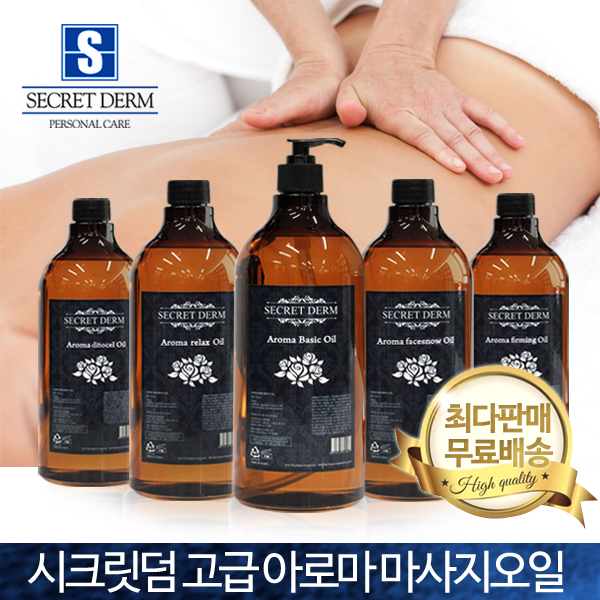 S
SECRET DERM
PERSONAL CARE
SECRET DERM
Aroma ditocel Oil
SECRET DERM
Aroma relax Oil
SECRET DERM
Aroma Basic Oil
SECRET DERM
Aroma facesnow Oil
SECRET DERM
Aroma firming Oil
최다판매
무료배송
High quality
시크릿덤 고급 아로마 마사지오일